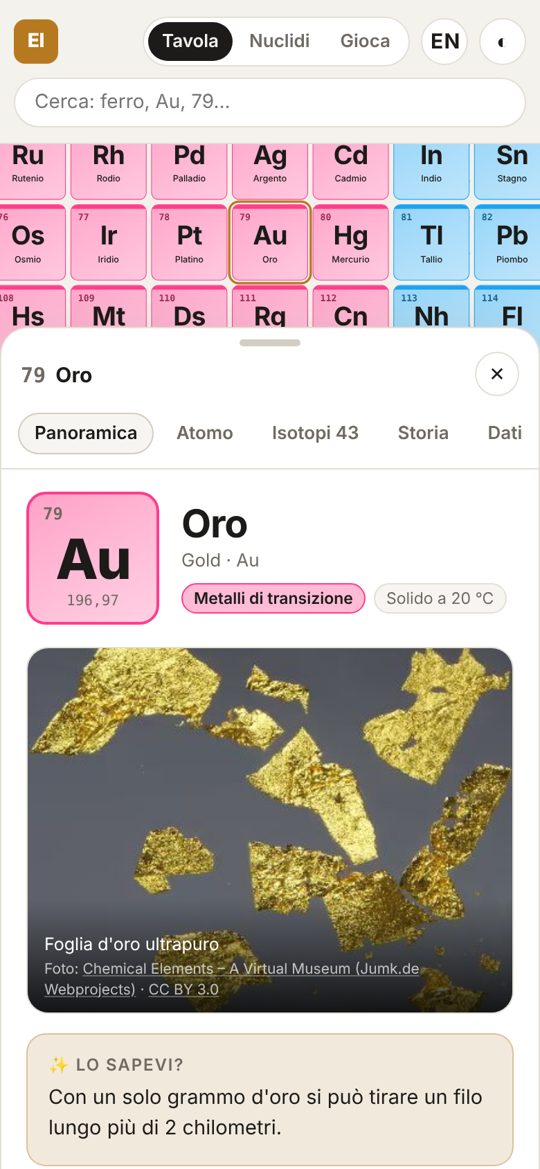 El
Tavola Nuclidi Gioca
EN
Cerca: ferro, Au, 79…
Ru Rh Pd Ag Cd In Sn
Rutenio Rodio Palladio Argento Cadmio Indio Stagno
76 77 78 79 80 81 82
Os Ir Pt Au Hg Tl Pb
Osmio Iridio Platino Oro Mercurio Tallio Piombo
108 109 110 111 112 113 114
Hs Mt Ds Rg Cn Nh Fl
79 Oro
×
Panoramica Atomo Isotopi 43 Storia Dati
79
Au
196,97
Oro
Gold · Au
Metalli di transizione Solido a 20 °C
Foglia d'oro ultrapuro
Foto: Chemical Elements – A Virtual Museum (Jumk.de
Webprojects) · CC BY 3.0
✨ LO SAPEVI?
Con un solo grammo d'oro si può tirare un filo
lungo più di 2 chilometri.